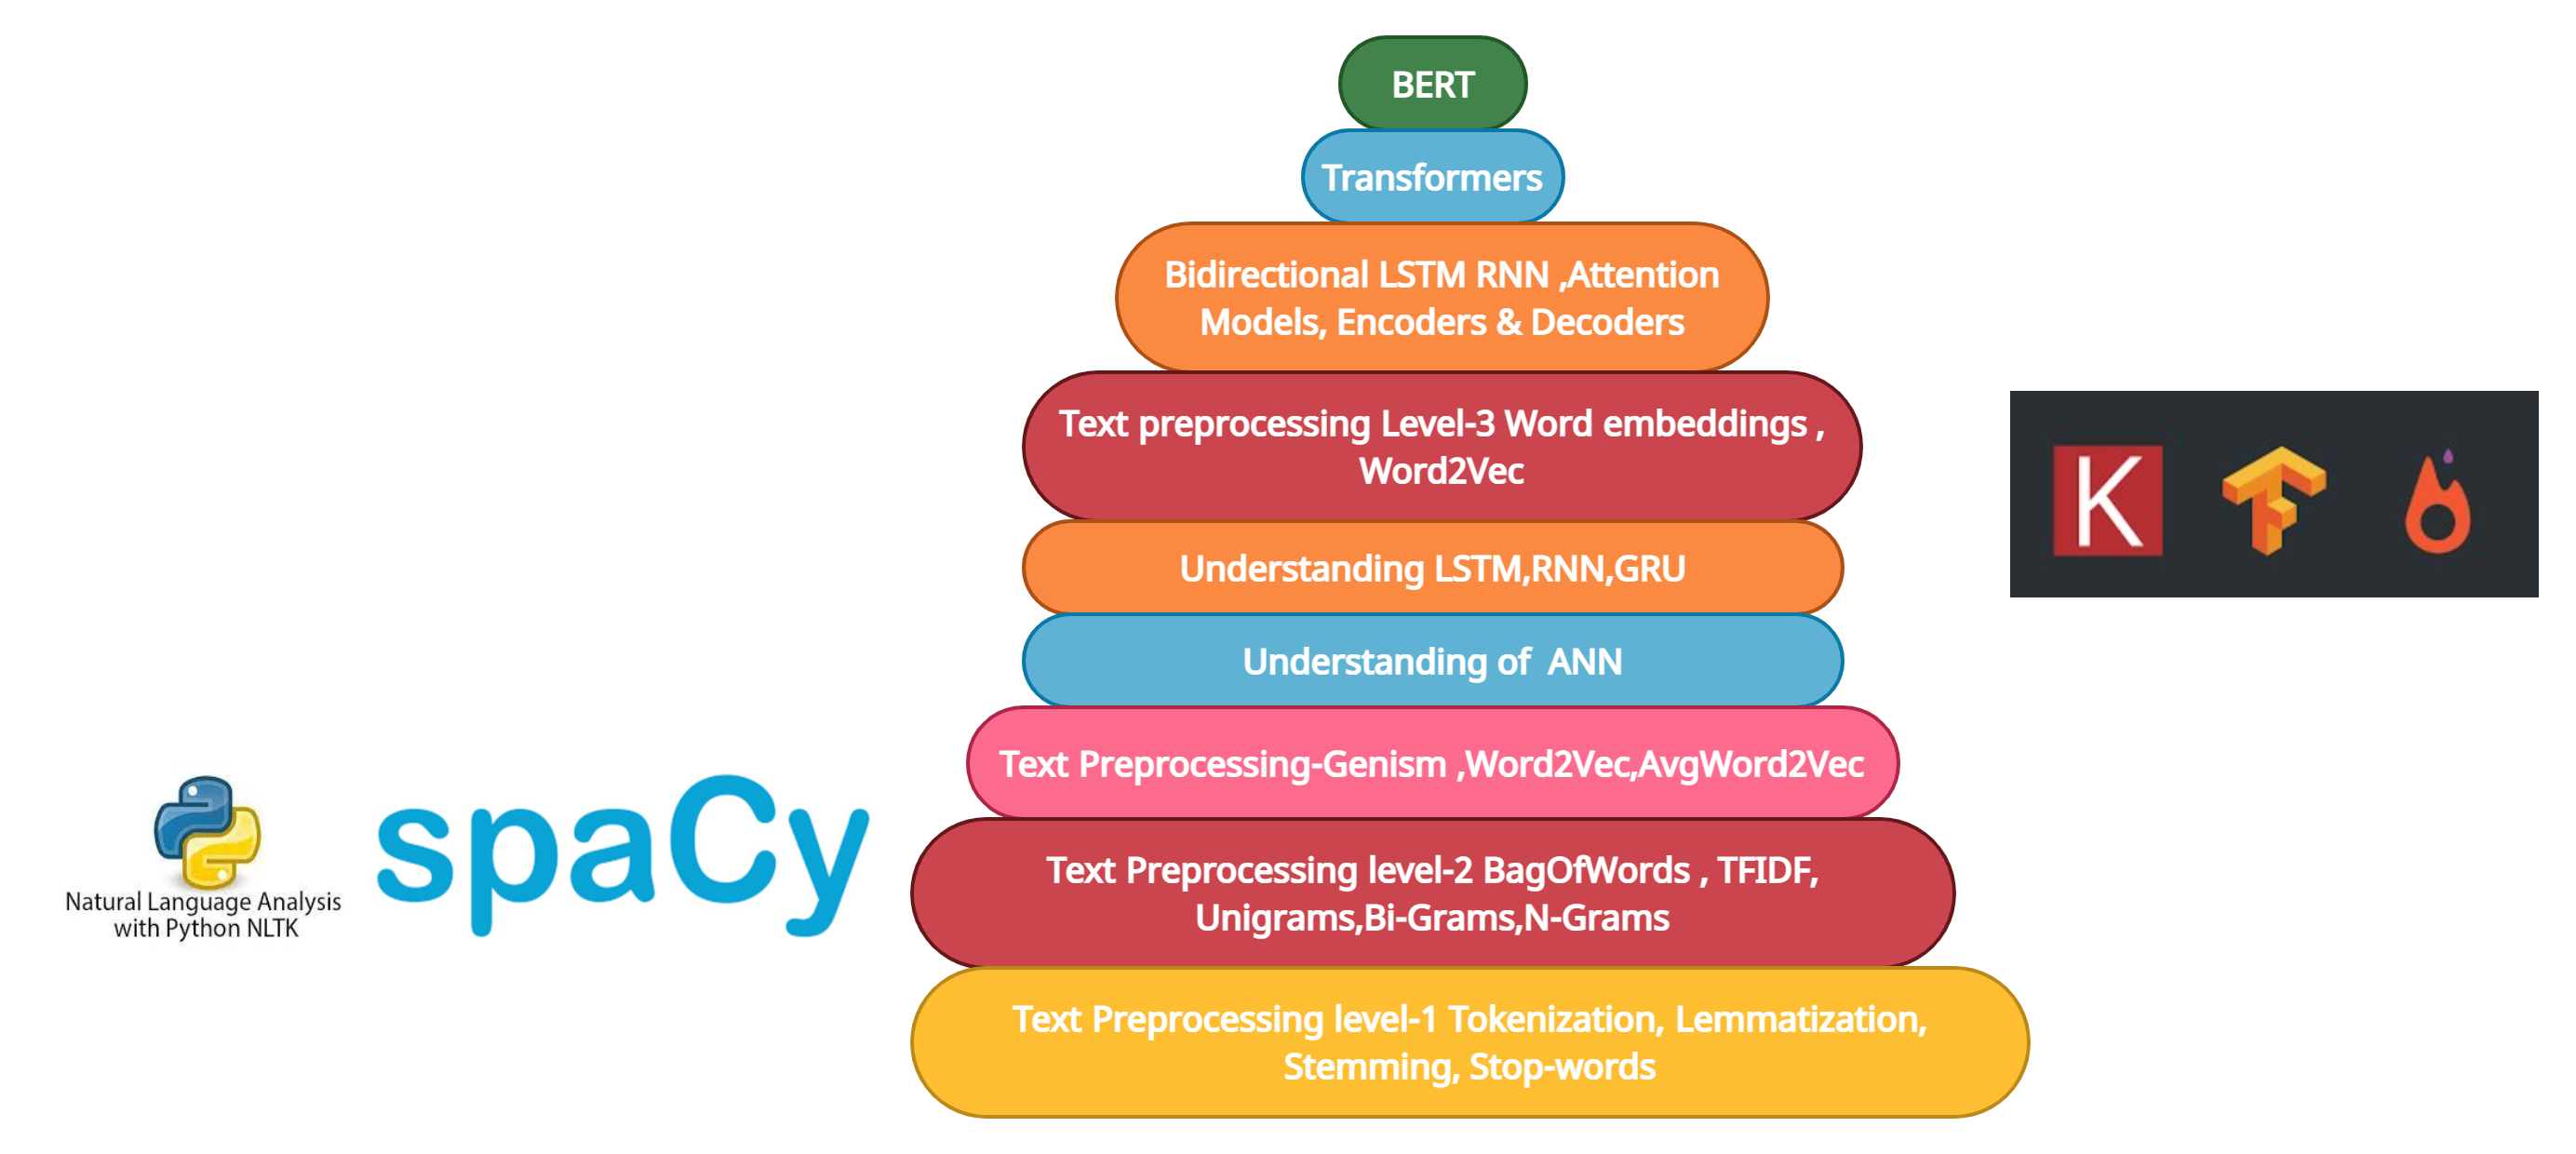 BERT
Transformers
Bidirectional LSTM RNN ,Attention
Models, Encoders & Decoders
Text preprocessing Level-3 Word embeddings ,
Word2Vec
K
Understanding LSTM,RNN,GRU
Understanding of  ANN
Text Preprocessing-Genism ,Word2Vec,AvgWord2Vec
Natural Language Analysis
with Python NLTK
spaCy
Text Preprocessing level-2 BagOfWords , TFIDF,
Unigrams,Bi-Grams,N-Grams
Text Preprocessing level-1 Tokenization, Lemmatization,
Stemming, Stop-words